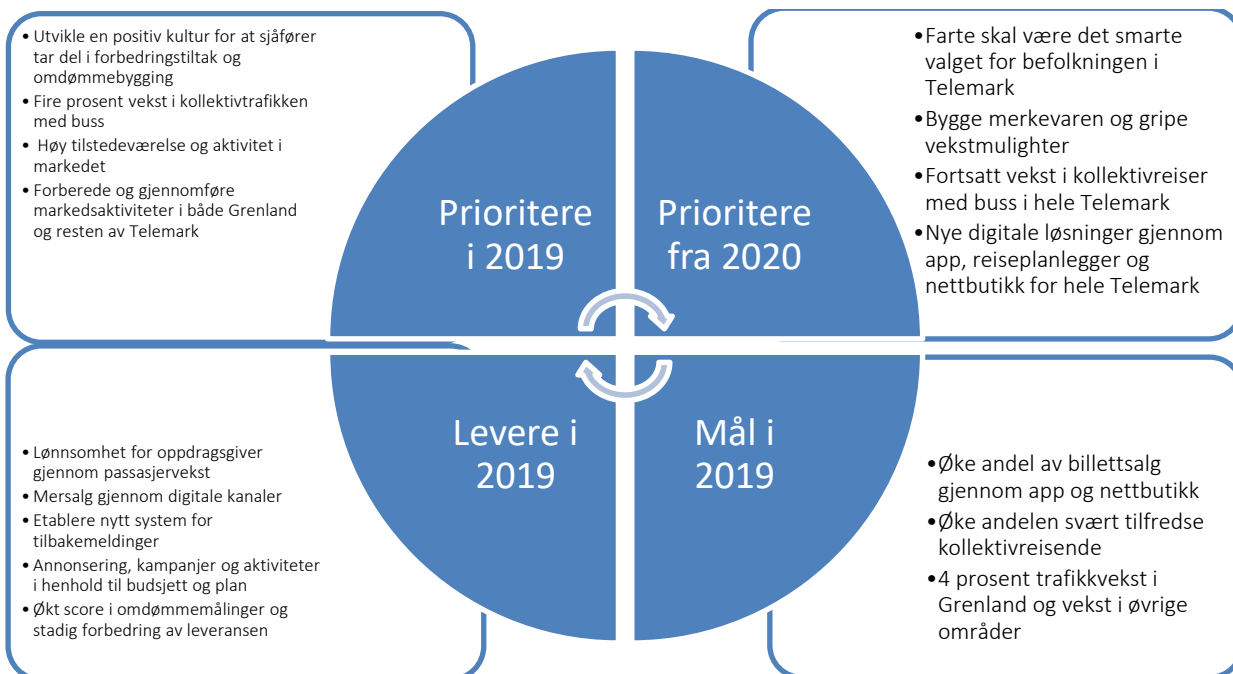 • Utvikle en positiv kultur for at sjåfører
tar del i forbedringstiltak og
omdømmebygging
• Fire prosent vekst i kollektivtrafikken
med buss
• Høy tilstedeværelse og aktivitet i
markedet
• Forberede og gjennomføre
markedsaktiviteter i både Grenland
og resten av Telemark
Prioritere
i 2019
Prioritere
fra 2020
•Farte skal være det smarte
valget for befolkningen i
Telemark
•Bygge merkevaren og gripe
vekstmulighter
•Fortsatt vekst i kollektivreiser
med buss i hele Telemark
•Nye digitale løsninger gjennom
app, reiseplanlegger og
nettbutikk for hele Telemark
• Lønnsomhet for oppdragsgiver
gjennom passasjervekst
• Mersalg gjennom digitale kanaler
• Etablere nytt system for
tilbakemeldinger
• Annonsering, kampanjer og aktiviteter
i henhold til budsjett og plan
• Økt score i omdømmemålinger og
stadig forbedring av leveransen
Levere i
2019
Mål i
2019
•Øke andel av billettsalg
gjennom app og nettbutikk
•Øke andelen svært tilfredse
kollektivreisende
•4 prosent trafikkvekst i
Grenland og vekst i øvrige
områder